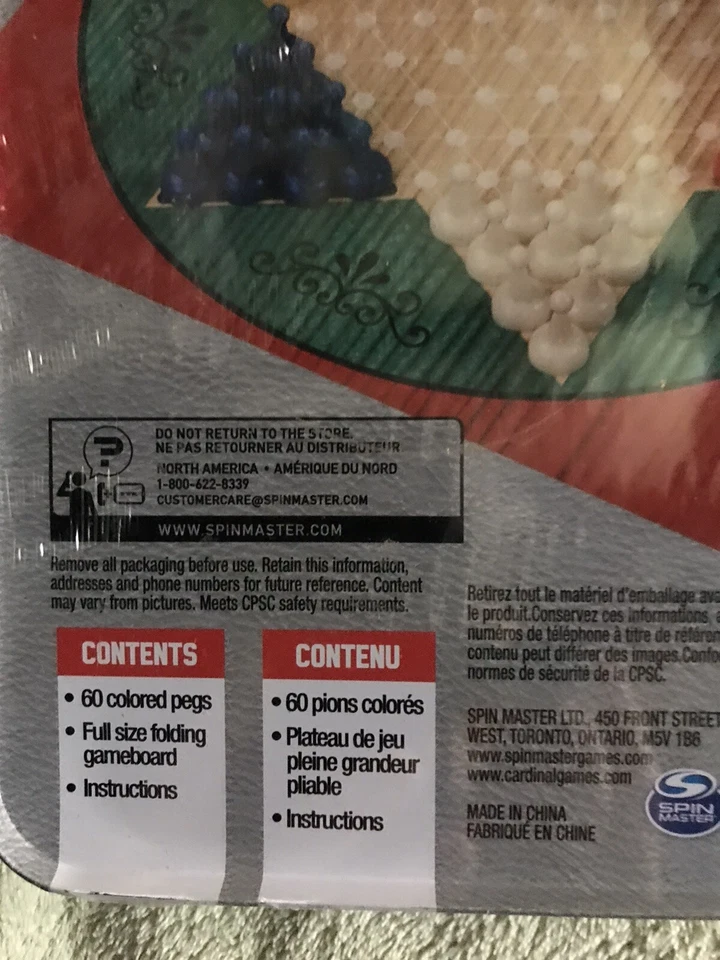 DO NOT RETURN TO THE STORE.
NE PAS RETOURNER AU DISTRIBUTEUR
NORTH AMERICA • AMÉRIQUE DU NORD
1-800-622-8339
CUSTOMERCARE@SPINMASTER.COM
WWW.SPINMASTER.COM
Remove all packaging before use. Retain this information,
addresses and phone numbers for future reference. Content
may vary from pictures. Meets CPSC safety requirements.
CONTENTS
• 60 colored pegs
• Full size folding
gameboard
• Instructions
CONTENU
• 60 pions colorés
• Plateau de jeu
pleine grandeur
pliable
• Instructions
Retirez tout le matériel d'emballage
le produit.Conservez ces informations,
numéros de téléphone à titre de
contenu peut différer des images.
normes de sécurité de la CPSC.
SPIN MASTER LTD., 450 FRONT STREET
WEST, TORONTO, ONTARIO, M5V 1B6
www.spinmastergames.com
www.cardinalgames.com
MADE IN CHINA
FABRIQUÉ EN CHINE
SPIN
MASTER